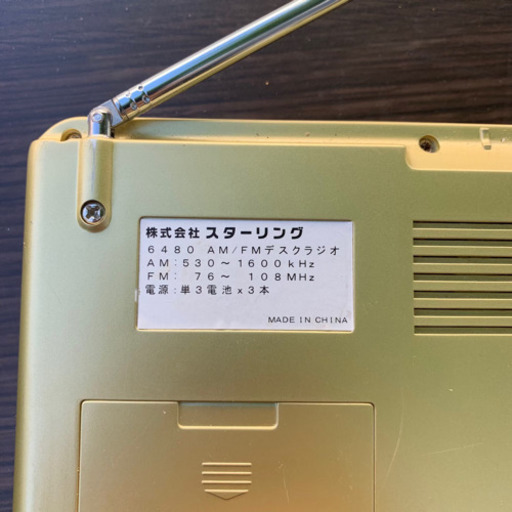 株式会社 スターリング
6480 AM/FMデスクラジオ
AM:530～1600kHz
FM: 76～ 108MHz
電源:単3電池x3本
MADE IN CHINA